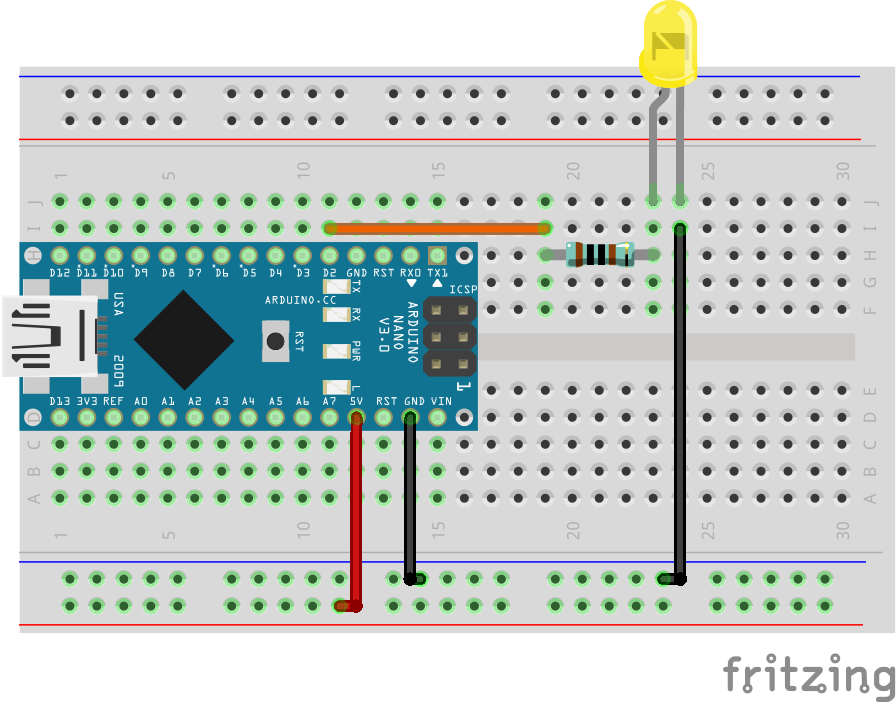 1 5 10 15 20 25 30
J J
I I
H H
D12 D11 D10 D9 D8 D7 D6 D5 D4 D3 D2 GND RST RX0 TX1
G
F
TX
RX
PWR
L
ICSP
1
ARDUINO.CC
RST
ARDUINO
NANO
V3.0
USA
2009
D13 3V3 REF A0 A1 A2 A3 A4 A5 A6 A7 5V RST GND VIN
E
D D
C C
B B
A A
1 5 10 15 20 25 30
fritzing